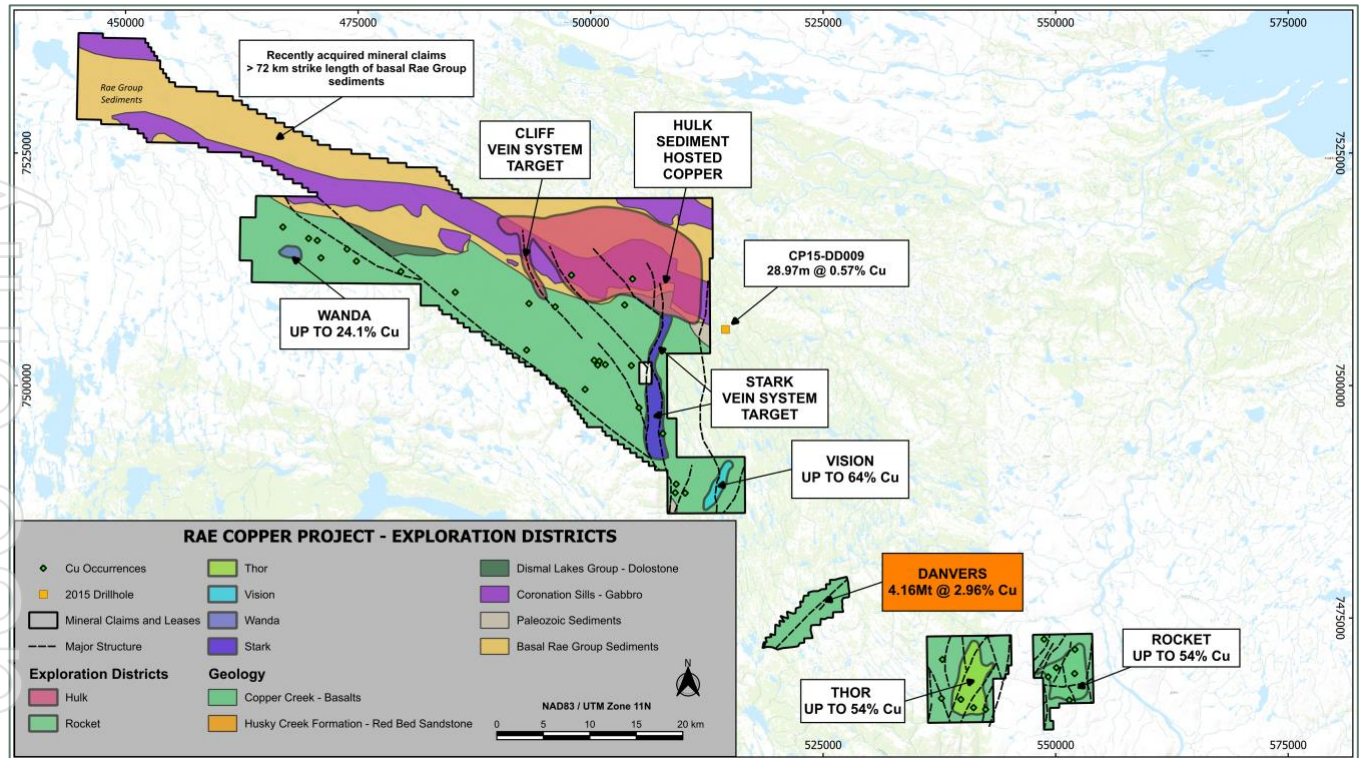 450000
475000
500000
525000
550000
575000
Recently acquired mineral claims
> 72 km strike length of basal Rae Group
sediments
Rae Group
Sediments
CLIFF
VEIN SYSTEM
TARGET
HULK
SEDIMENT
HOSTED
COPPER
7525000
7525000
CP15-DD009
28.97m @ 0.57% Cu
WANDA
UP TO 24.1% Cu
7500000
7500000
STARK
VEIN SYSTEM
TARGET
VISION
UP TO 64% Cu
DANVERS
4.16Mt @ 2.96% Cu
7475000
ROCKET
UP TO 54% Cu
THOR
UP TO 54% Cu
RAE COPPER PROJECT - EXPLORATION DISTRICTS
Cu Occurrences
2015 Drillhole
Mineral Claims and Leases
Major Structure
Exploration Districts
Hulk
Rocket
Thor
Vision
Wanda
Stark
Geology
Copper Creek - Basalts
Husky Creek Formation - Red Bed Sandstone
Dismal Lakes Group - Dolostone
Coronation Sills - Gabbro
Paleozoic Sediments
Basal Rae Group Sediments
N
NAD83 / UTM Zone 11N
0 5 10 15 20 km
525000
550000
575000